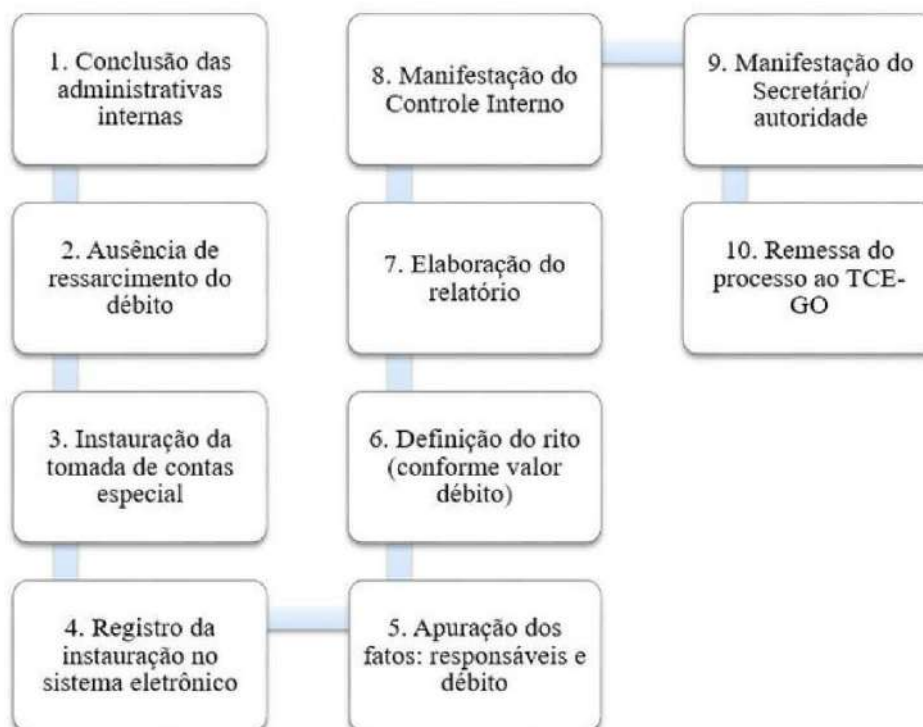 1. Conclusão das
administrativas
internas
2. Ausência de
ressarcimento do
débito
3. Instauração da
tomada de contas
especial
4. Registro da
instauração no
sistema eletrônico
5. Apuração dos
fatos: responsáveis e
débito
6. Definição do rito
(conforme valor
débito)
7. Elaboração do
relatório
8. Manifestação do
Controle Interno
9. Manifestação do
Secretário/
autoridade
10. Remessa do
processo ao TCE-
GO